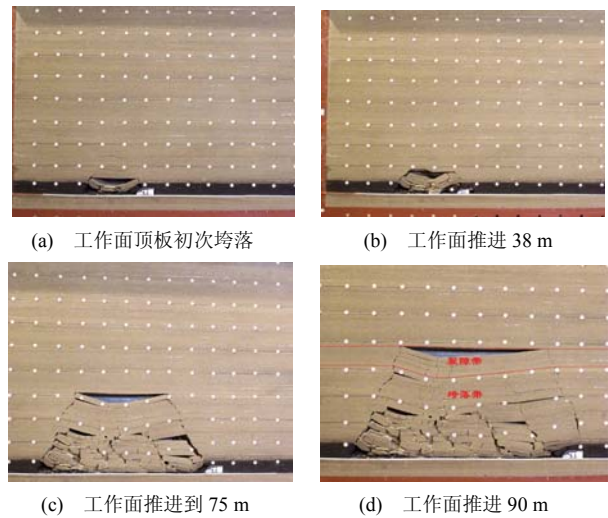 (a) 工作面顶板初次垮落
(b) 工作面推进 38 m
裂隙带
垮落带
(c) 工作面推进到 75 m
(d) 工作面推进 90 m